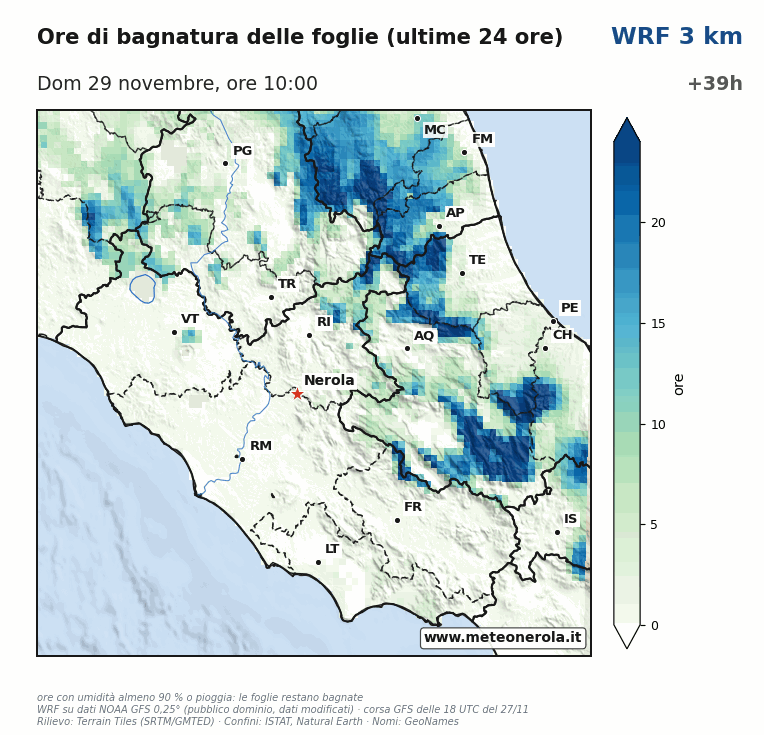 Ore di bagnatura delle foglie (ultime 24 ore)
WRF 3 km
Dom 29 novembre, ore 10:00
+39h
MC
FM
PG
AP
TE
TR
PE
VT
RI
CH
AQ
Nerola
RM
FR
IS
LT
www.meteonerola.it
20
15
10
5
0
ore
ore con umidità almeno 90 % o pioggia: le foglie restano bagnate
WRF su dati NOAA GFS 0,25° (pubblico dominio, dati modificati) · corsa GFS delle 18 UTC del 27/11
Rilievo: Terrain Tiles (SRTM/GMTED) · Confini: ISTAT, Natural Earth · Nomi: GeoNames